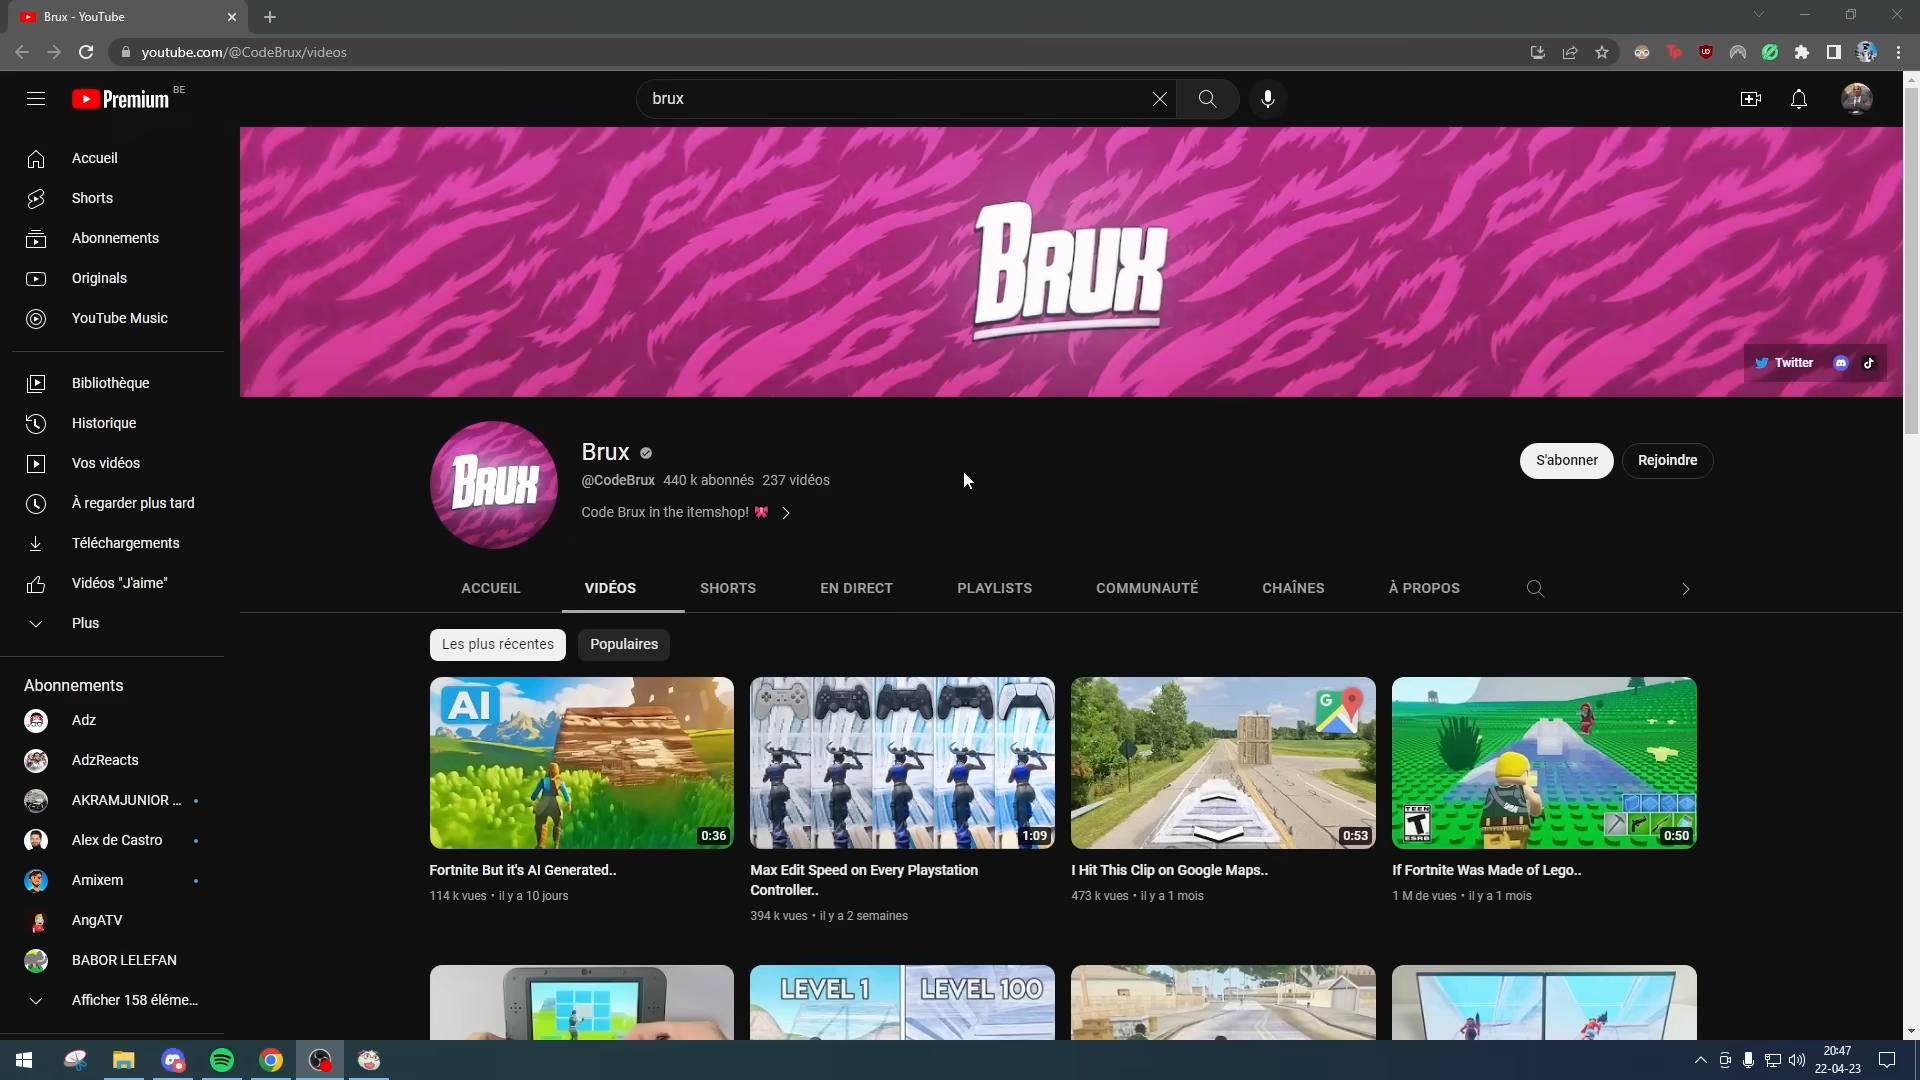 Brux - YouTube
youtube.com/@CodeBrux/videos
Premium BE
brux
Accueil
Shorts
Abonnements
Originals
YouTube Music
Bibliothèque
Historique
Vos vidéos
À regarder plus tard
Téléchargements
Vidéos "J'aime"
Plus
Abonnements
Adz
AdzReacts
AKRAMJUNIOR ...
Alex de Castro
Amixem
AngATV
BABOR LELEFAN
Afficher 158 éléme...
BRUX
Twitter
BRUX
Brux
@CodeBrux 440 k abonnés 237 vidéos
Code Brux in the itemshop!
S'abonner
Rejoindre
ACCUEIL
VIDÉOS
SHORTS
EN DIRECT
PLAYLISTS
COMMUNAUTÉ
CHAÎNES
À PROPOS
Les plus récentes
Populaires
AI
0:36
Fortnite But it's AI Generated..
114 k vues • il y a 10 jours
1:09
Max Edit Speed on Every Playstation
Controller..
394 k vues • il y a 2 semaines
G
0:53
I Hit This Clip on Google Maps..
473 k vues • il y a 1 mois
TEEN
T
ESRB
0:50
If Fortnite Was Made of Lego..
1 M de vues • il y a 1 mois
LEVEL 1
LEVEL 100
20:47
22-04-23